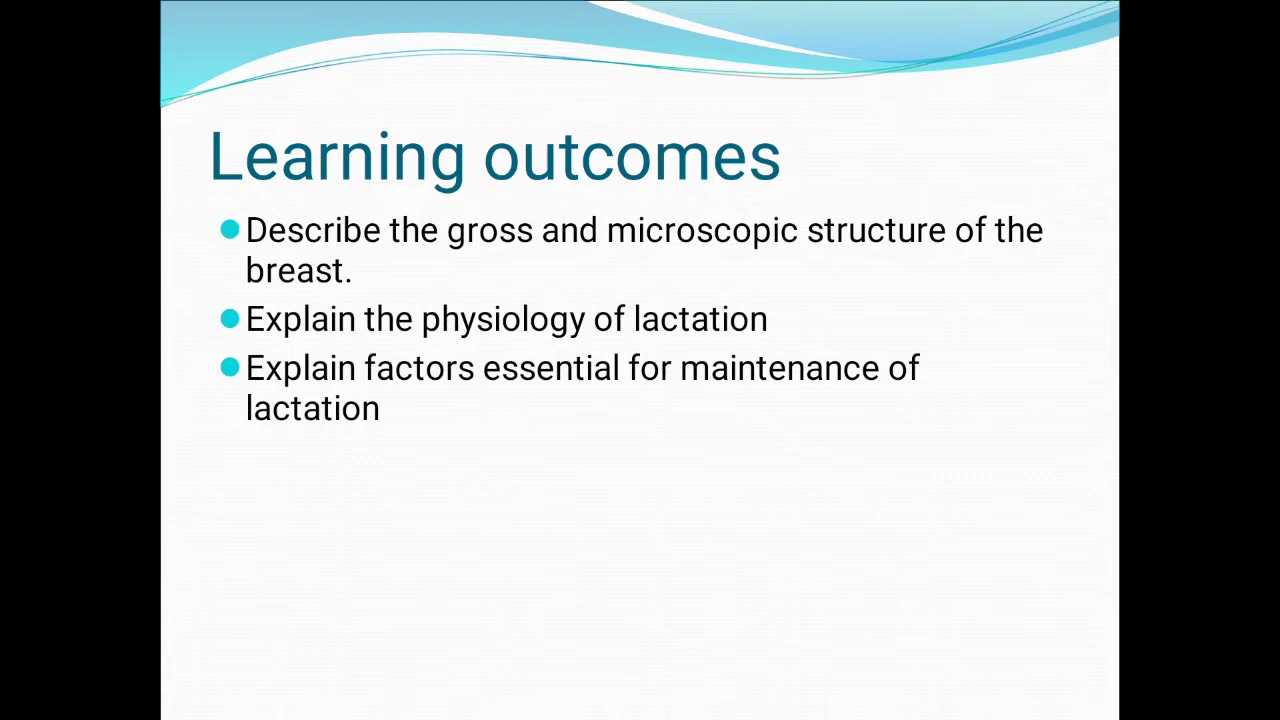 Learning outcomes
Describe the gross and microscopic structure of the
breast.
Explain the physiology of lactation
Explain factors essential for maintenance of
lactation